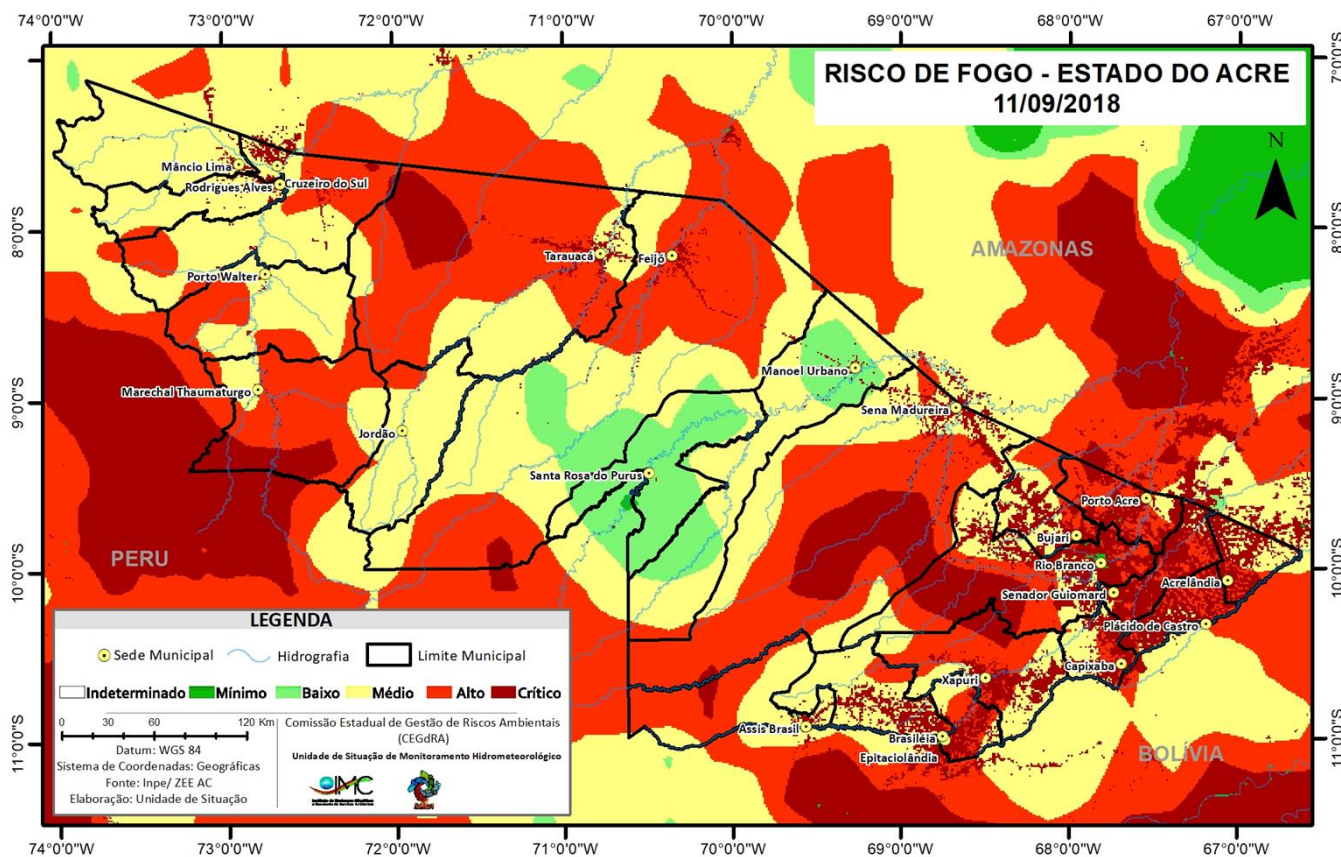 74°0'0"W 73°0'0"W 72°0'0"W 71°0'0"W 70°0'0"W 69°0'0"W 68°0'0"W 67°0'0"W
RISCO DE FOGO - ESTADO DO ACRE
11/09/2018
N
7°0'0"S
8°0'0"S
9°0'0"S
10°0'0"S
11°0'0"S
8°0'0"S
9°0'0"S
10°0'0"S
11°0'0"S
Mâncio Lima
Rodrigues Alves
Cruzeiro do Sul
Tarauacá
Feijó
AMAZONAS
Porto Walter
Manoel Urbano
Marechal Thaumaturgo
Sena Madureira
Jordão
Santa Rosa do Purus
Porto Acre
Bujari
PERU
Rio Branco
Acrelândia
Senador Guiomard
Plácido de Castro
Capixaba
Xapuri
Assis Brasil
Brasiléia
Epitaciolândia
BOLÍVIA
LEGENDA
Sede Municipal Hidrografia Limite Municipal
Indeterminado Mínimo Baixo Médio Alto Crítico
0 30 60 120 Km
Datum: WGS 84
Sistema de Coordenadas: Geográficas
Fonte: Inpe/ ZEE AC
Elaboração: Unidade de Situação
Comissão Estadual de Gestão de Riscos Ambientais
(CEGdRA)
Unidade de Situação de Monitoramento Hidrometeorológico
IMC
74°0'0"W 73°0'0"W 72°0'0"W 71°0'0"W 70°0'0"W 69°0'0"W 68°0'0"W 67°0'0"W